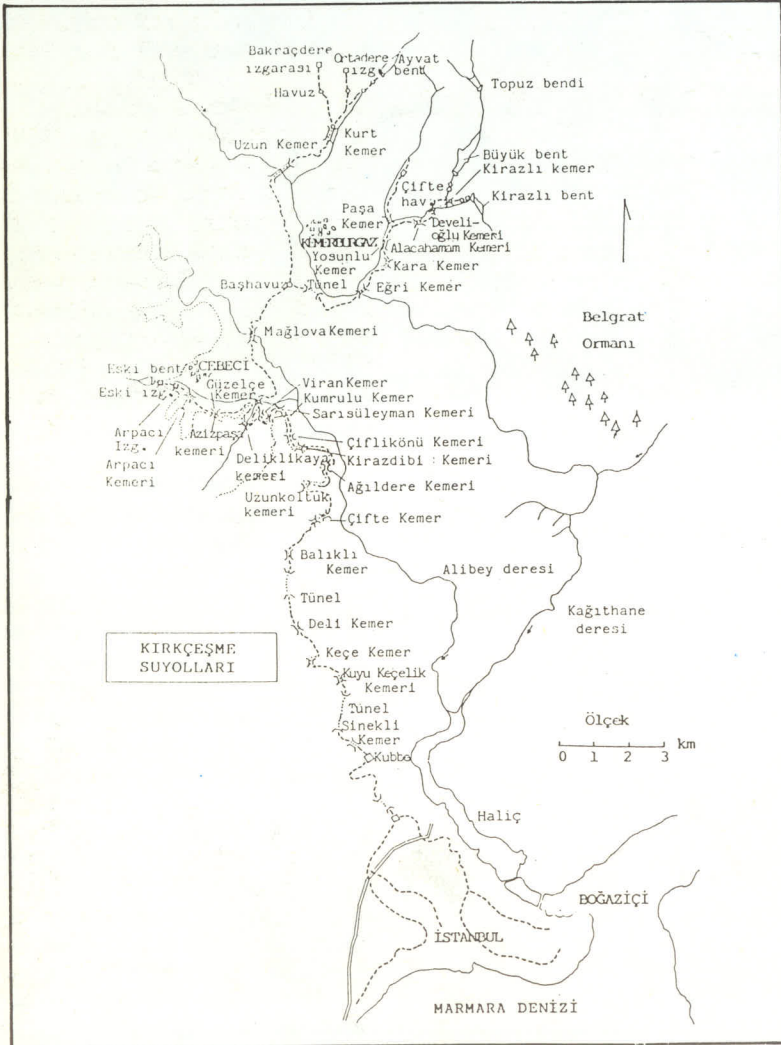 Bakraçdere
ızgarası
Ortadere
ızg.
Ayvat
bent
Havuz
Topuz bendi
Uzun Kemer
Kurt
Kemer
Büyük bent
Kirazlı kemer
Çifte
hav.
Kirazlı bent
Paşa
Kemer
Develi-
oğlu Kemeri
KEMERBURGAZ
Alacahamam Kemeri
Yosunlu
Kemer
Kara Kemer
Başhavuz
Tünel
Eğri Kemer
Mağlova Kemeri
Belgrat
Ormanı
Eski bent
CEBECİ
Eski ızg.
Güzelçe
Kemer
Viran Kemer
Kumrulu Kemer
Sarısüleyman Kemeri
Arpacı
Izg.
Azizpaşa
kemeri
Arpacı
Kemeri
Deliklikaya
kemeri
Çiflikönü Kemeri
Kirazdibi : Kemeri
Ağıldere Kemeri
Uzunkoltuk
kemeri
Çifte Kemer
Balıklı
Kemer
Alibey deresi
Tünel
Kağıthane
deresi
Deli Kemer
KIRKÇEŞME
SUYOLLARI
Keçe Kemer
Kuyu Keçelik
Kemeri
Tünel
Sinekli
Kemer
Kubbe
Ölçek
0 1 2 3 km
Haliç
BOĞAZİÇİ
İSTANBUL
MARMARA DENİZİ